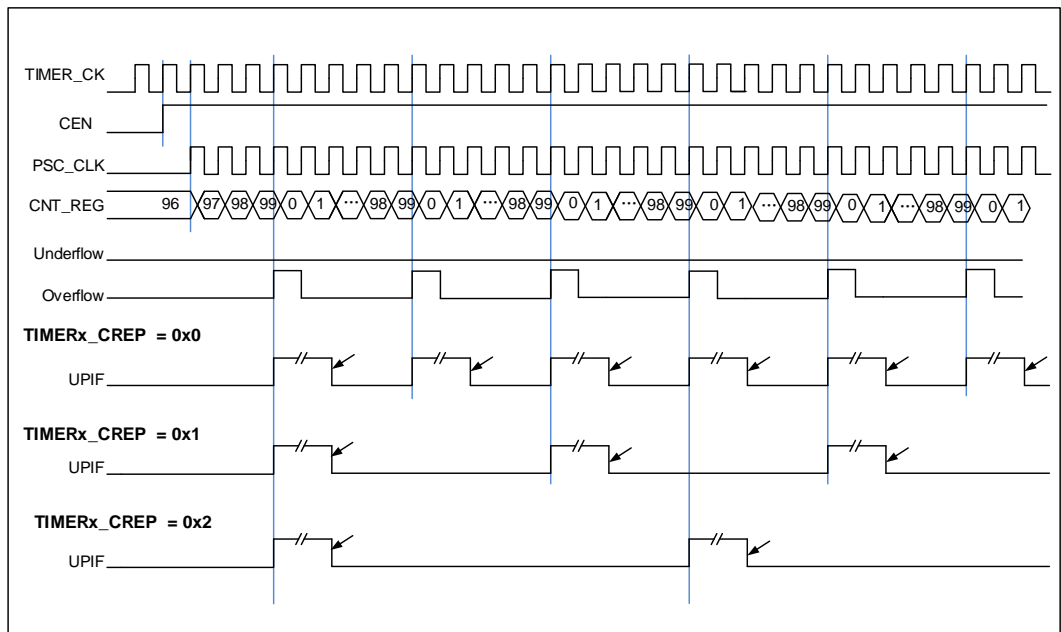 TIMER_CK
CEN
PSC_CLK
CNT_REG 96 97 98 99 0 1 ... 98 99 0 1 ... 98 99 0 1 ... 98 99 0 1 ... 98 99 0 1 ... 98 99 0 1
Underflow
Overflow
TIMERx_CREP = 0x0
UPIF
TIMERx_CREP = 0x1
UPIF
TIMERx_CREP = 0x2
UPIF